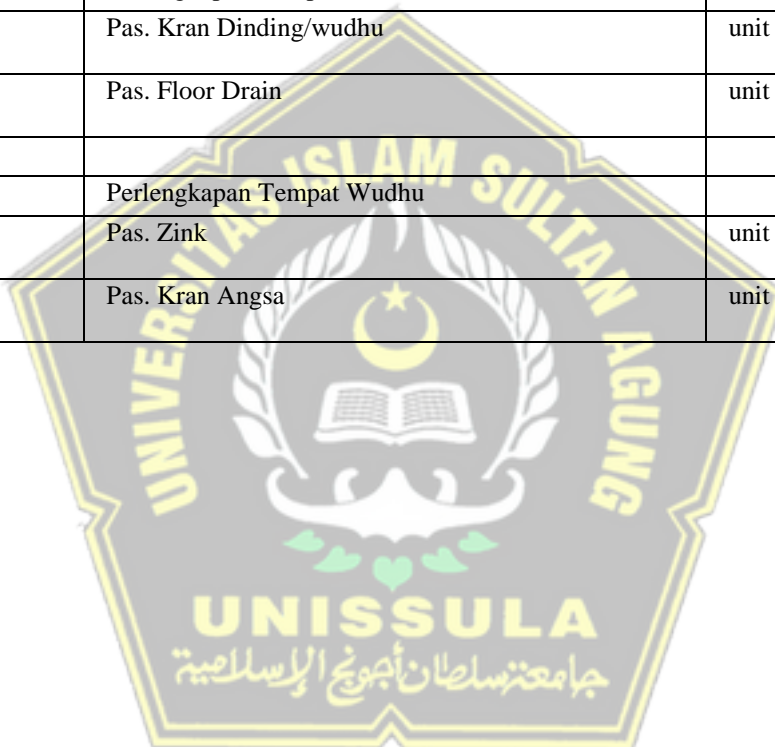 Pas. Kran Dinding/wudhu unit
Pas. Floor Drain unit
Perlengkapan Tempat Wudhu
Pas. Zink unit
Pas. Kran Angsa unit
UNIVERSITAS ISLAM SULTAN AGUNG
UNISSULA
جامعة سلطان أجونج الإسلامية